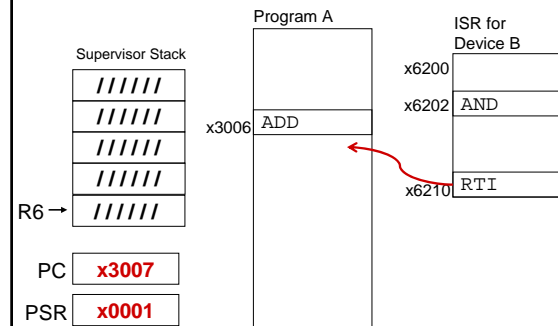 Program A
ISR for
Device B
Supervisor Stack
x6200
//////
x6202 AND
//////
x3006 ADD
//////
//////
x6210 RTI
R6 → //////
PC x3007
PSR x0001